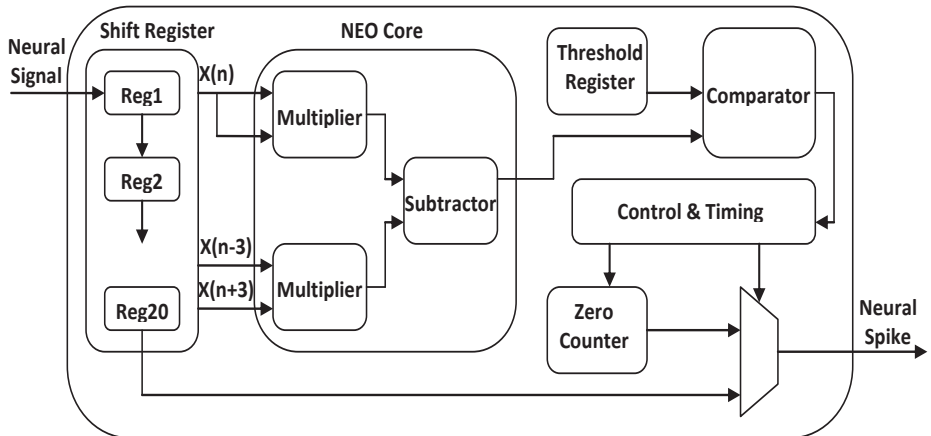 Shift Register
NEO Core
Neural
Signal
Reg1
Reg2
Reg20
X(n)
X(n-3)
X(n+3)
Multiplier
Multiplier
Subtractor
Threshold
Register
Comparator
Control & Timing
Zero
Counter
Neural
Spike